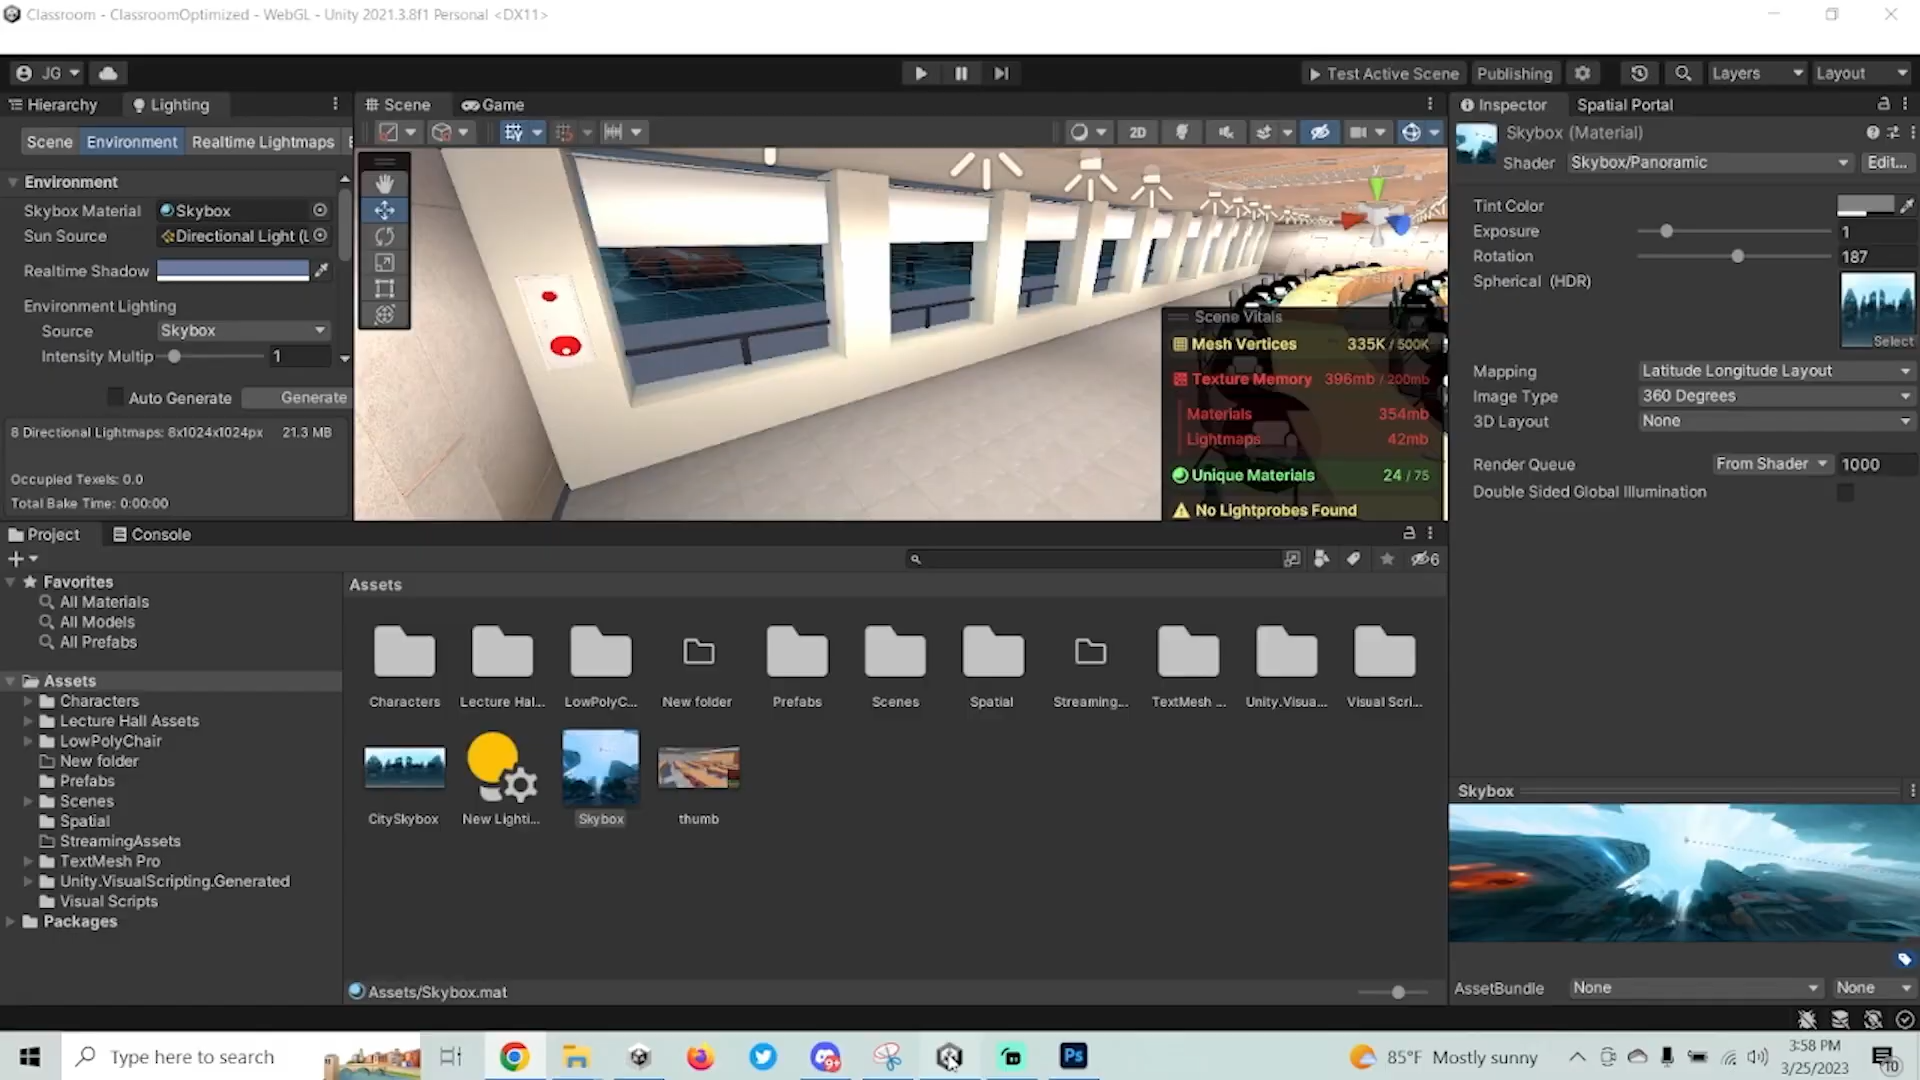 Classroom - ClassroomOptimized - WebGL - Unity 2021.3.8f1 Personal <DX11>
JG
Test Active Scene
Publishing
Layers
Layout
Hierarchy
Lighting
Scene
Game
Inspector
Spatial Portal
Scene
Environment
Realtime Lightmaps
2D
Skybox (Material)
Shader
Skybox/Panoramic
Edit...
Environment
Skybox Material
Skybox
Sun Source
Directional Light (L
Realtime Shadow
Environment Lighting
Source
Skybox
Intensity Multip
1
Auto Generate
Generate
8 Directional Lightmaps: 8x1024x1024px
21.3 MB
Occupied Texels: 0.0
Total Bake Time: 0:00:00
y
Scene Vitals
Mesh Vertices
335K / 500K
Texture Memory
396mb / 200mb
Materials
354mb
Lightmaps
42mb
Unique Materials
24 / 75
No Lightprobes Found
Tint Color
Exposure
1
Rotation
187
Spherical (HDR)
Select
Mapping
Latitude Longitude Layout
Image Type
360 Degrees
3D Layout
None
Render Queue
From Shader
1000
Double Sided Global Illumination
Project
Console
6
Favorites
All Materials
All Models
All Prefabs
Assets
Characters
Lecture Hall Assets
LowPolyChair
New folder
Prefabs
Scenes
Spatial
StreamingAssets
TextMesh Pro
Unity.VisualScripting.Generated
Visual Scripts
Packages
Assets
Characters
Lecture Hal...
LowPolyC...
New folder
Prefabs
Scenes
Spatial
Streaming...
TextMesh ...
Unity.Visua...
Visual Scri...
CitySkybox
New Lighti...
Skybox
thumb
Assets/Skybox.mat
Skybox
AssetBundle
None
None
Type here to search
9+
Ps
85°F Mostly sunny
3:58 PM
3/25/2023
10